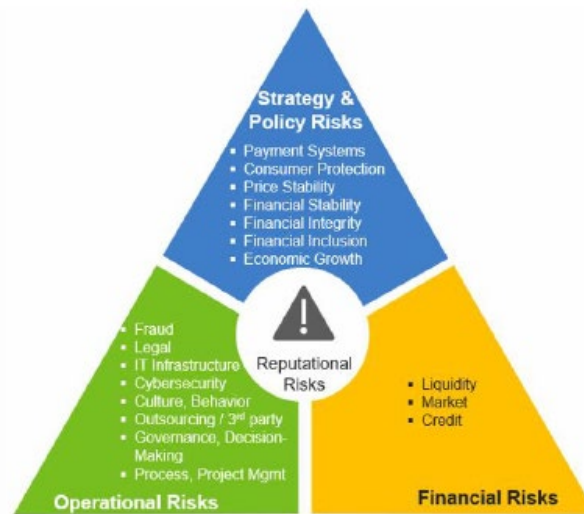 Strategy &
Policy Risks
▪ Payment Systems
▪ Consumer Protection
▪ Price Stability
▪ Financial Stability
▪ Financial Integrity
▪ Financial Inclusion
▪ Economic Growth
Reputational
Risks
▪ Fraud
▪ Legal
▪ IT Infrastructure
▪ Cybersecurity
▪ Culture, Behavior
▪ Outsourcing / 3rd party
▪ Governance, Decision-
Making
▪ Process, Project Mgmt
Operational Risks
▪ Liquidity
▪ Market
▪ Credit
Financial Risks